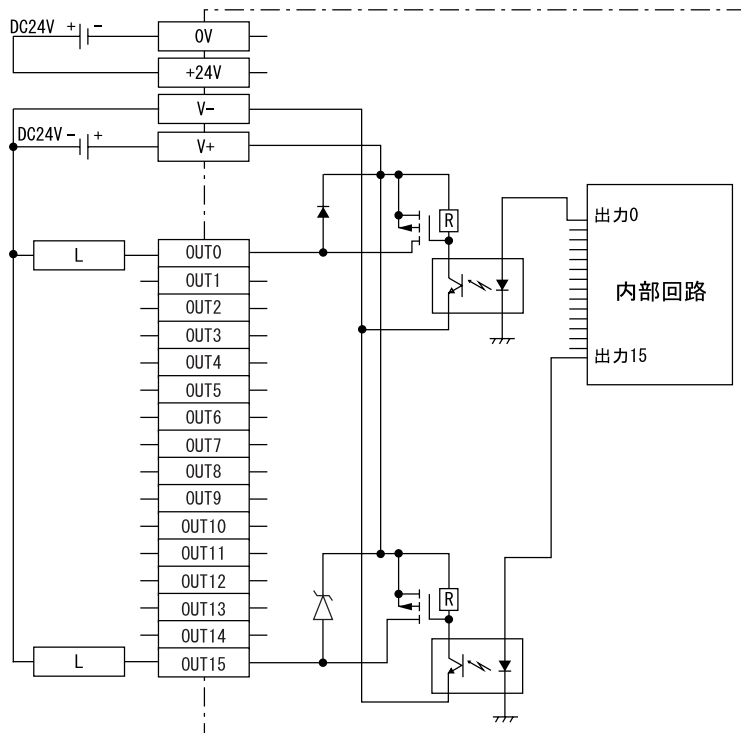 DC24V + -
0V
+24V
V-
DC24V - +
V+
R
出力0
内部回路
出力15
L
OUT0
OUT1
OUT2
OUT3
OUT4
OUT5
OUT6
OUT7
OUT8
OUT9
OUT10
OUT11
OUT12
OUT13
OUT14
R
L
OUT15